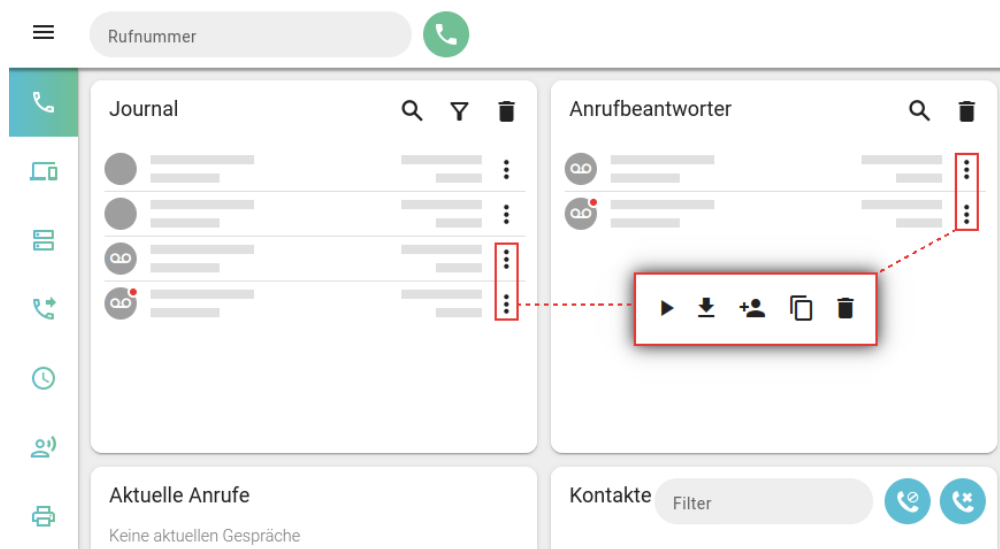 Rufnummer
Journal
Anrufbeantworter
Aktuelle Anrufe
Keine aktuellen Gespräche
Kontakte
Filter